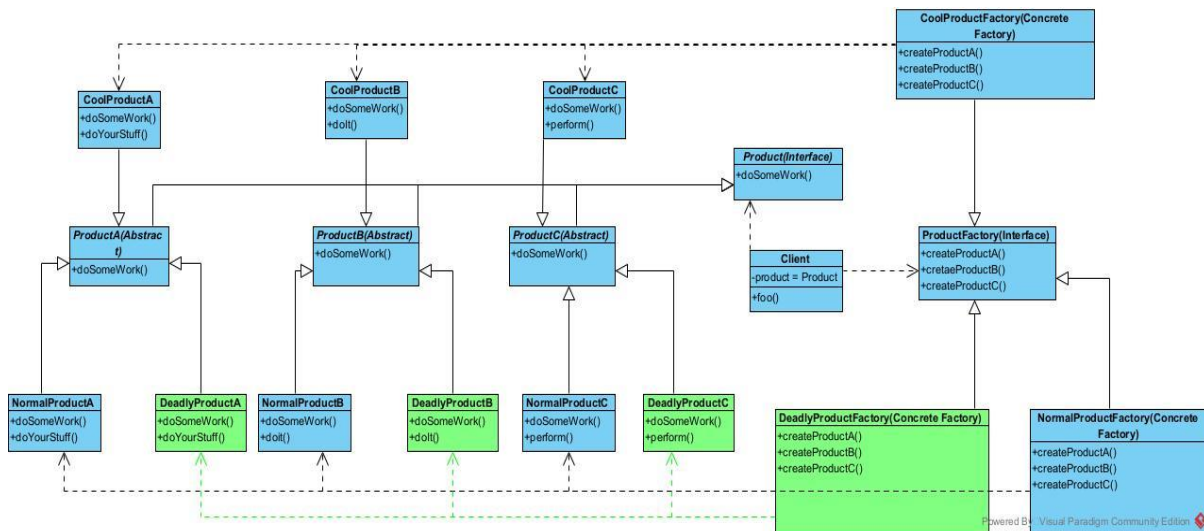 CoolProductFactory(Concrete
Factory)
+createProductA()
+createProductB()
+createProductC()
CoolProductA
+doSomeWork()
+doYourStuff()
CoolProductB
+doSomeWork()
+doIt()
CoolProductC
+doSomeWork()
+perform()
Product(Interface)
+doSomeWork()
ProductA(Abstrac
t)
+doSomeWork()
ProductB(Abstract)
+doSomeWork()
ProductC(Abstract)
+doSomeWork()
Client
-product = Product
+foo()
ProductFactory(Interface)
+createProductA()
+cretaeProductB()
+createProductC()
NormalProductA
+doSomeWork()
+doYourStuff()
DeadlyProductA
+doSomeWork()
+doYourStuff()
NormalProductB
+doSomeWork()
+doit()
DeadlyProductB
+doSomeWork()
+doIt()
NormalProductC
+doSomeWork()
+perform()
DeadlyProductC
+doSomeWork()
+perform()
DeadlyProductFactory(Concrete Factory)
+createProductA()
+createProductB()
+createProductC()
NormalProductFactory(Concrete
Factory)
+createProductA()
+createProductB()
+createProductC()
Powered By Visual Paradigm Community Edition